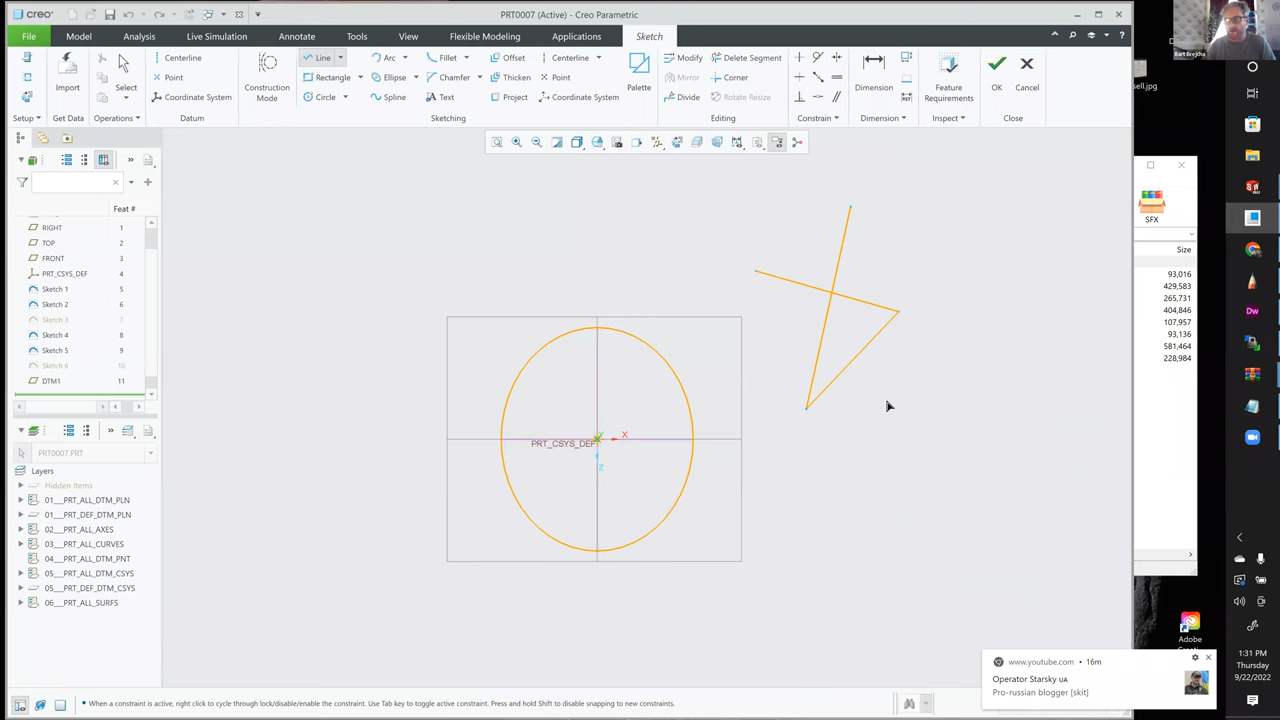 creo
PRT0007 (Active) - Creo Parametric
File
Model
Analysis
Live Simulation
Annotate
Tools
View
Flexible Modeling
Applications
Sketch
Bart Brejcha
Import
Select
Centerline
Point
Coordinate System
Construction
Mode
Line
Rectangle
Circle
Arc
Ellipse
Spline
Fillet
Chamfer
Text
Offset
Thicken
Project
Centerline
Point
Coordinate System
Palette
Modify
Mirror
Divide
Delete Segment
Corner
Rotate Resize
Dimension
Feature
Requirements
OK
Cancel
Setup
Get Data
Operations
Datum
Sketching
Editing
Constrain
Dimension
Inspect
Close
sell.jpg
SFX
Size
93,016
429,583
265,731
404,846
107,957
93,136
581,464
228,984
Feat #
RIGHT 1
TOP 2
FRONT 3
PRT_CSYS_DEF 4
Sketch 1 5
Sketch 2 6
Sketch 3 7
Sketch 4 8
Sketch 5 9
Sketch 6 10
DTM1 11
PRT0007.PRT
Layers
Hidden Items
01___PRT_ALL_DTM_PLN
01___PRT_DEF_DTM_PLN
02___PRT_ALL_AXES
03___PRT_ALL_CURVES
04___PRT_ALL_DTM_PNT
05___PRT_ALL_DTM_CSYS
05___PRT_DEF_DTM_CSYS
06___PRT_ALL_SURFS
PRT_CSYS_DEF
X
Y
Z
Adobe
Dw
www.youtube.com • 16m
Operator Starsky UA
Pro-russian blogger [skit]
1:31 PM
Thursday
9/22/2022
When a constraint is active, right click to cycle through lock/disable/enable the constraint. Use Tab key to toggle active constraint. Press and hold Shift to disable snapping to new constraints.